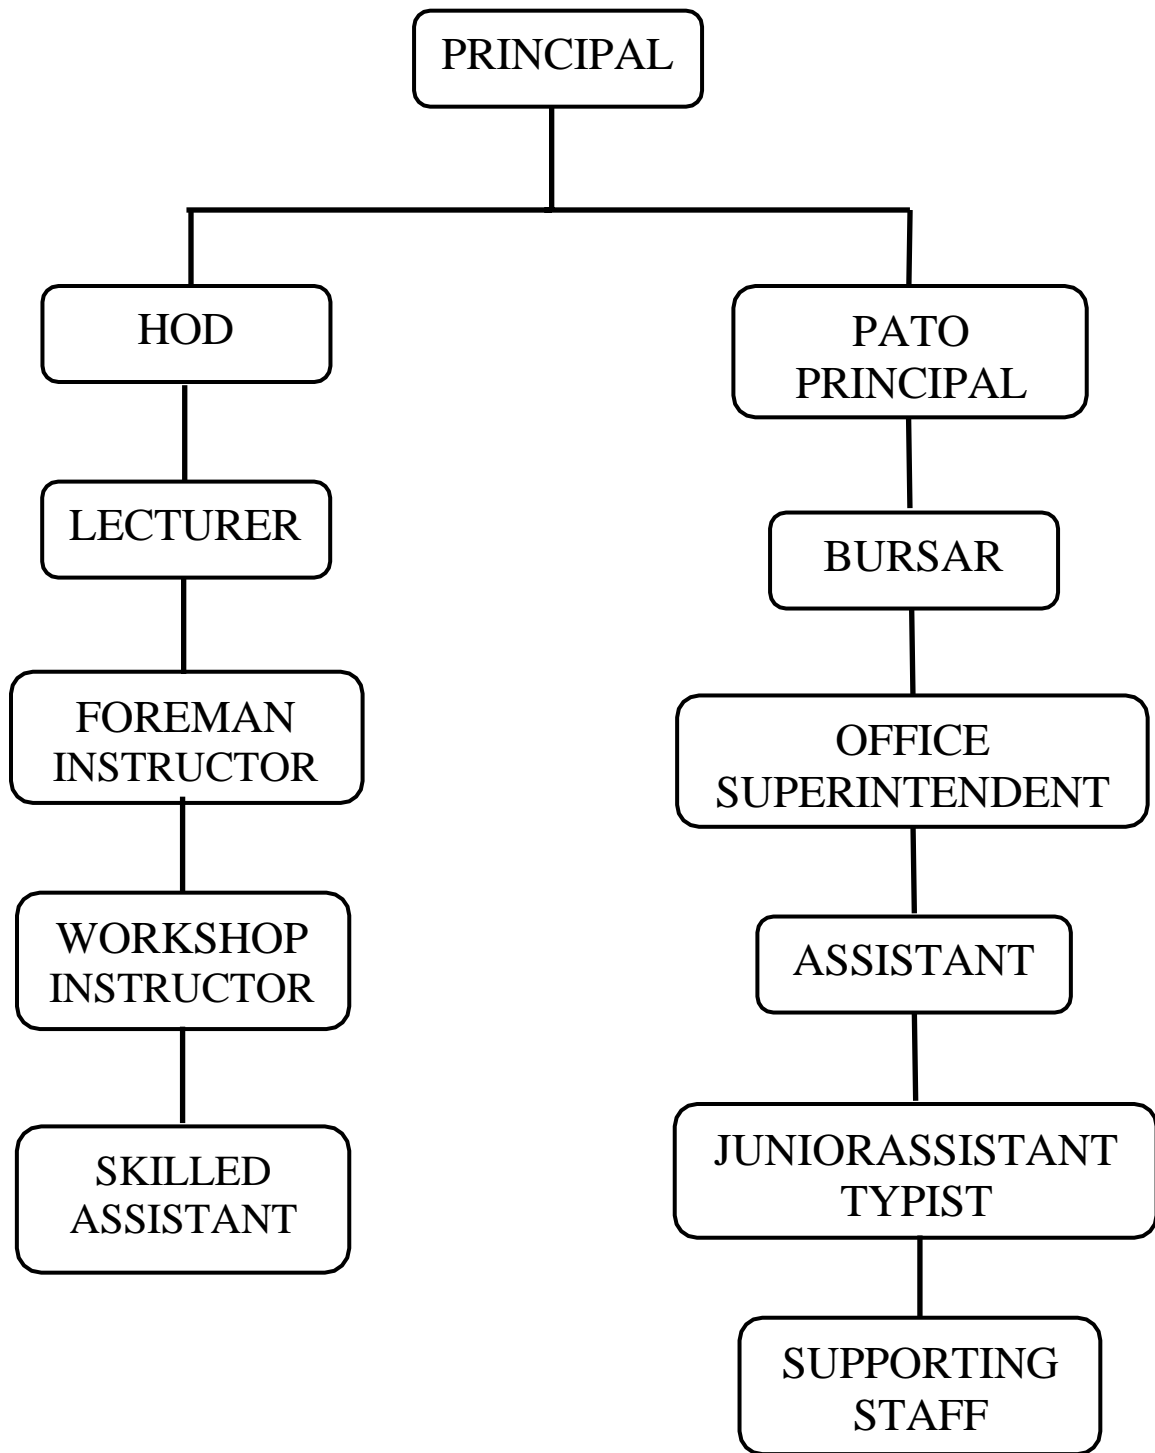 PRINCIPAL
HOD
LECTURER
FOREMAN
INSTRUCTOR
WORKSHOP
INSTRUCTOR
SKILLED
ASSISTANT
PATO
PRINCIPAL
BURSAR
OFFICE
SUPERINTENDENT
ASSISTANT
JUNIORASSISTANT
TYPIST
SUPPORTING
STAFF